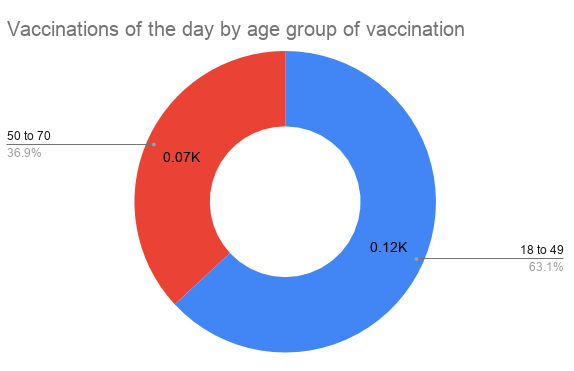 Vaccinations of the day by age group of vaccination
50 to 70
36.9%
0.07K
0.12K
18 to 49
63.1%